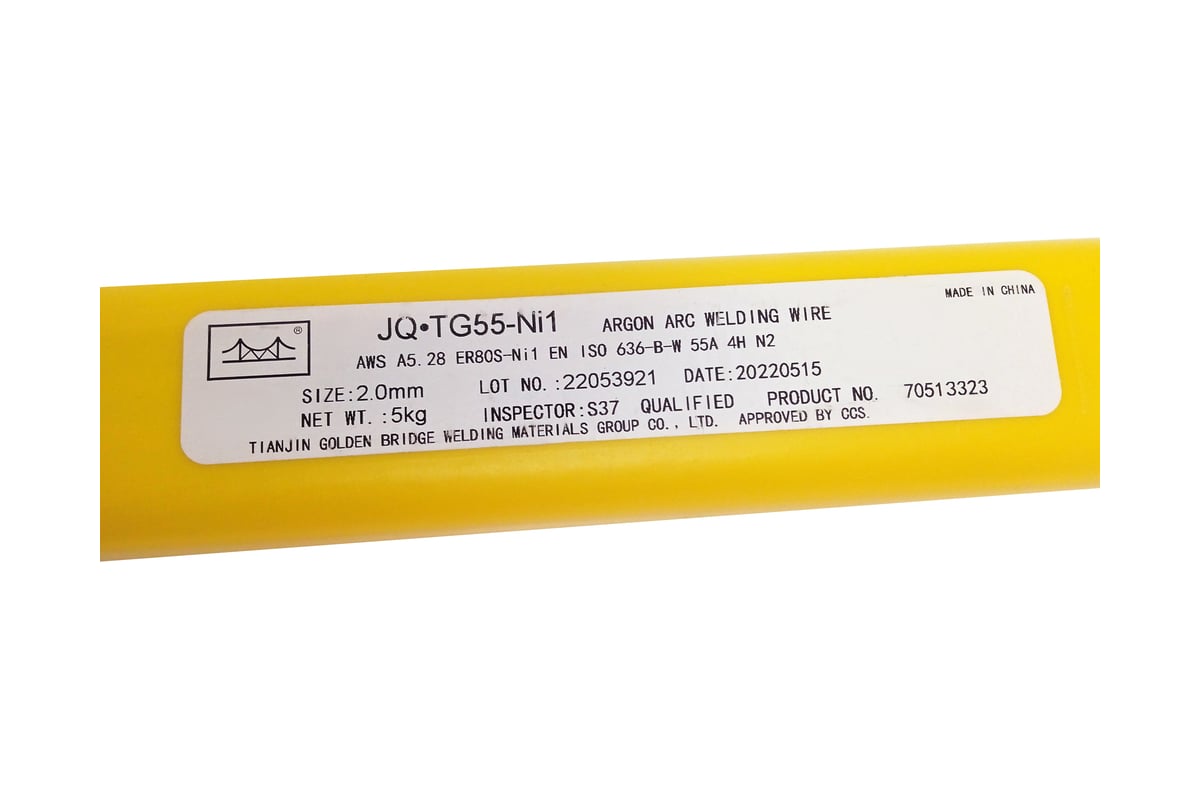 MADE IN CHINA
®
JQ•TG55-Ni1 ARGON ARC WELDING WIRE
AWS A5.28 ER80S-Ni1 EN ISO 636-B-W 55A 4H N2
SIZE:2.0mm LOT NO.:22053921 DATE:20220515
NET WT.:5kg INSPECTOR:S37 QUALIFIED PRODUCT NO. 70513323
TIANJIN GOLDEN BRIDGE WELDING MATERIALS GROUP CO., LTD. APPROVED BY CCS.